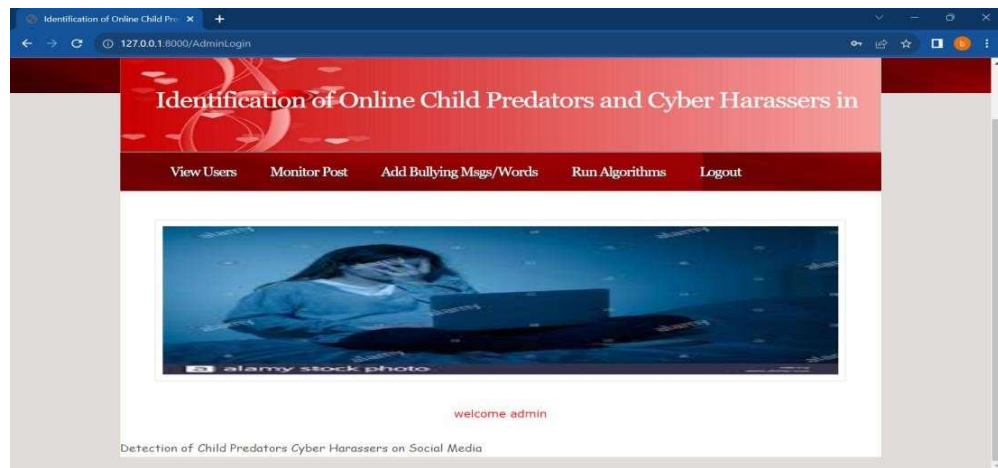 Identification of Online Child Pre
127.0.0.1:8000/AdminLogin
b
Identification of Online Child Predators and Cyber Harassers in
View Users Monitor Post Add Bullying Msgs/Words Run Algorithms Logout
alamy alamy
alamy
alamy
alamy alamy
a alamy stock photo
welcome admin
Detection of Child Predators Cyber Harassers on Social Media